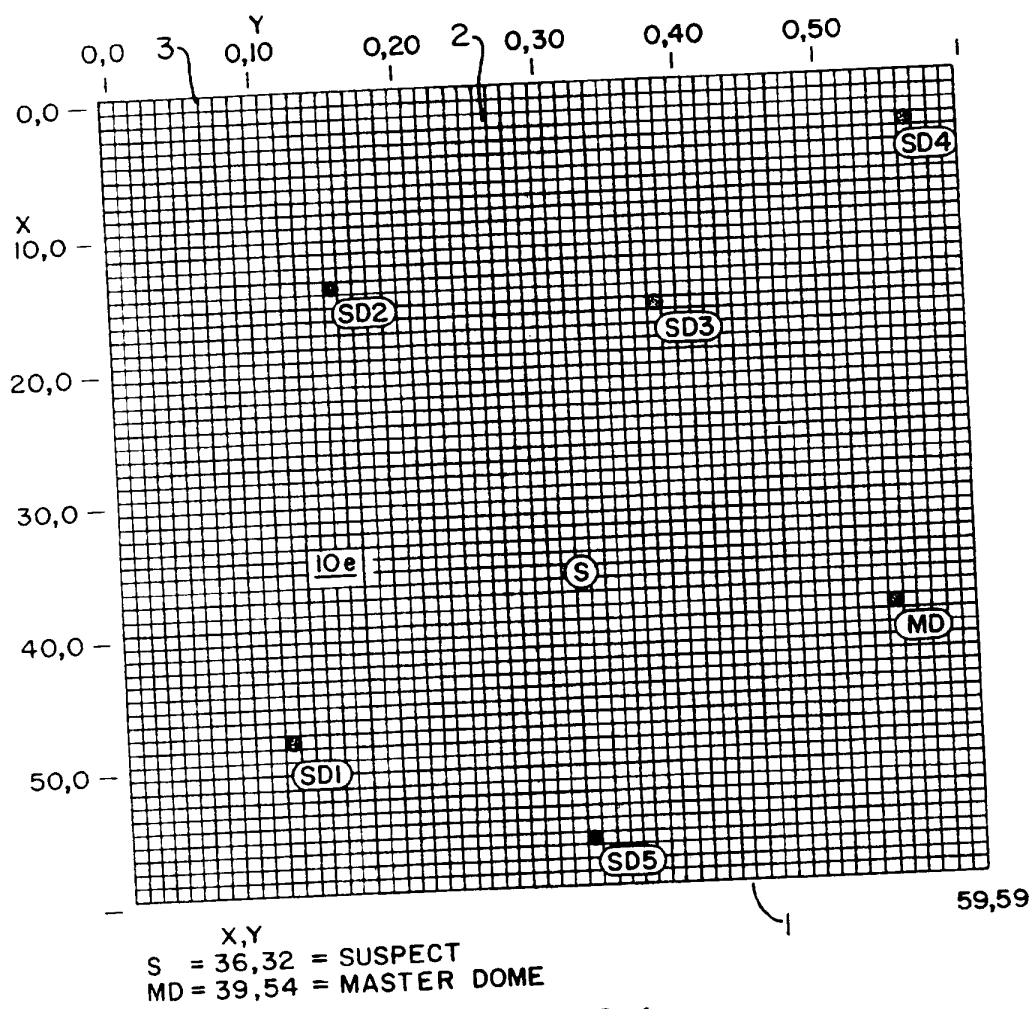 Y
0,0 3 0,10 0,20 2 0,30 0,40 0,50
0,0
SD4
X
10,0
SD2
SD3
20,0
30,0
10e
S
MD
40,0
50,0
SD1
SD5
59,59
1
X,Y
S = 36,32 = SUSPECT
MD = 39,54 = MASTER DOME